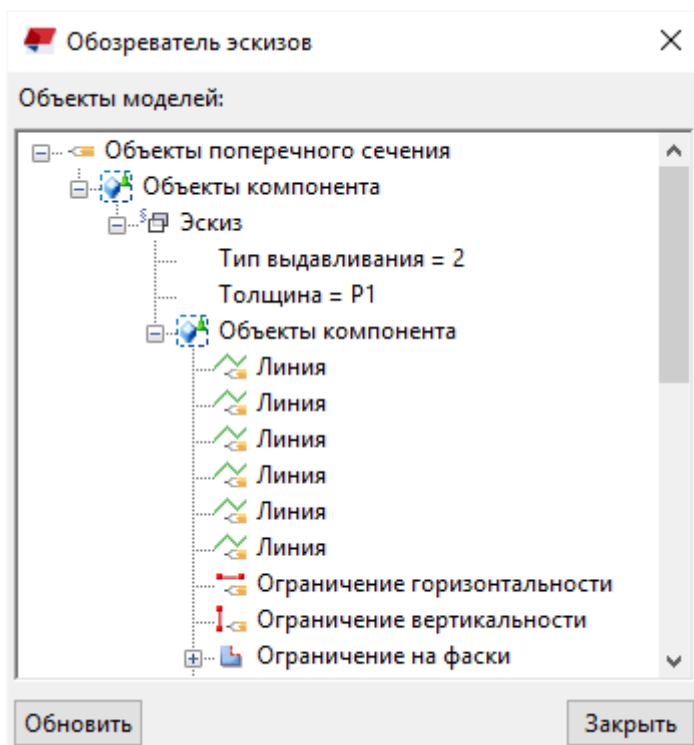 Обозреватель эскизов
Объекты моделей:
Объекты поперечного сечения
Объекты компонента
Эскиз
Тип выдавливания = 2
Толщина = P1
Объекты компонента
Линия
Линия
Линия
Линия
Линия
Линия
Ограничение горизонтальности
Ограничение вертикальности
Ограничение на фаски
Обновить
Закрыть